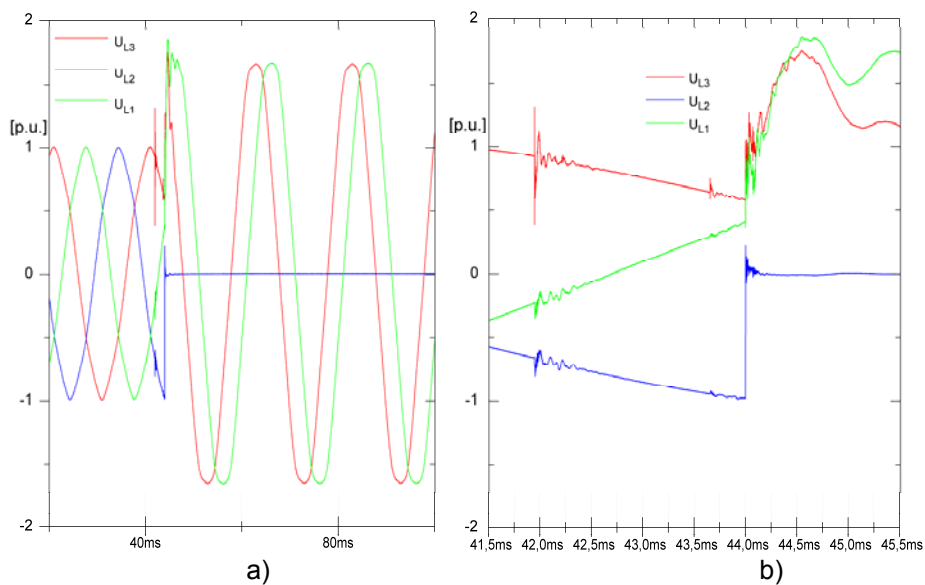 2
U_L3
U_L2
U_L1
[p.u.]
1
0
-1
-2
40ms
80ms
a)
2
U_L3
U_L2
U_L1
[p.u.]
1
0
-1
-2
41,5ms 42,0ms 42,5ms 43,0ms 43,5ms 44,0ms 44,5ms 45,0ms 45,5ms
b)